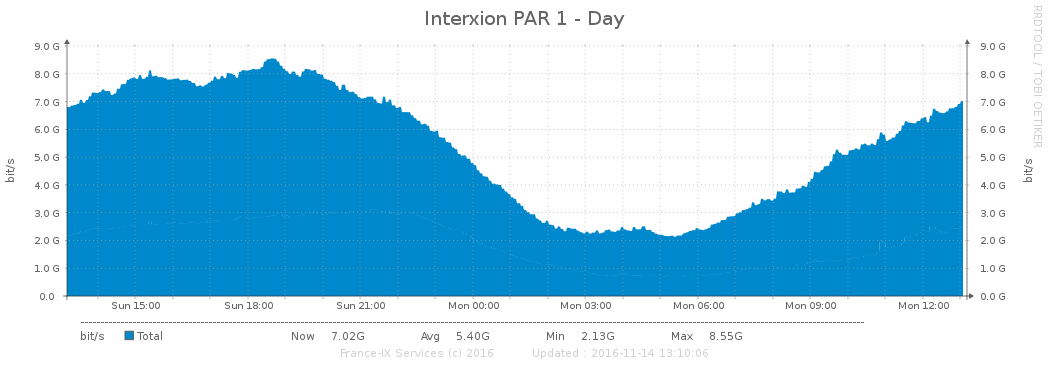 Interxion PAR 1 - Day
RRDTOOL / TOBI OETIKER
9.0 G 9.0 G
8.0 G 8.0 G
7.0 G 7.0 G
6.0 G 6.0 G
5.0 G 5.0 G
4.0 G 4.0 G
3.0 G 3.0 G
2.0 G 2.0 G
1.0 G 1.0 G
0.0 0.0 G
bit/s bit/s
Sun 15:00 Sun 18:00 Sun 21:00 Mon 00:00 Mon 03:00 Mon 06:00 Mon 09:00 Mon 12:00
bit/s Total Now 7.02G Avg 5.40G Min 2.13G Max 8.55G
France-IX Services (c) 2016 Updated : 2016-11-14 13:10:06